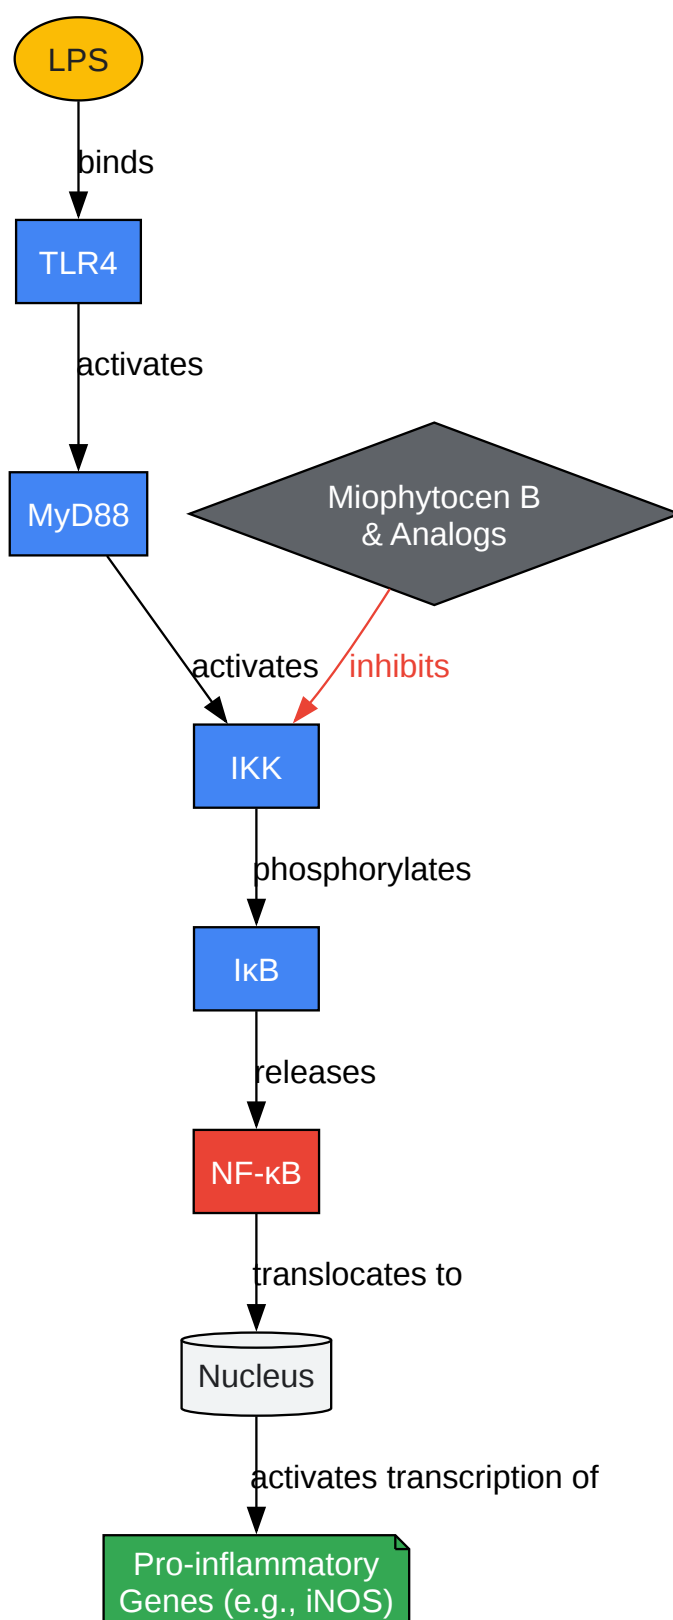 LPS
binds
TLR4
activates
MyD88
Miophytocen B
& Analogs
activates
inhibits
IKK
phosphorylates
IκB
releases
NF-κB
translocates to
Nucleus
activates transcription of
Pro-inflammatory
Genes (e.g., iNOS)